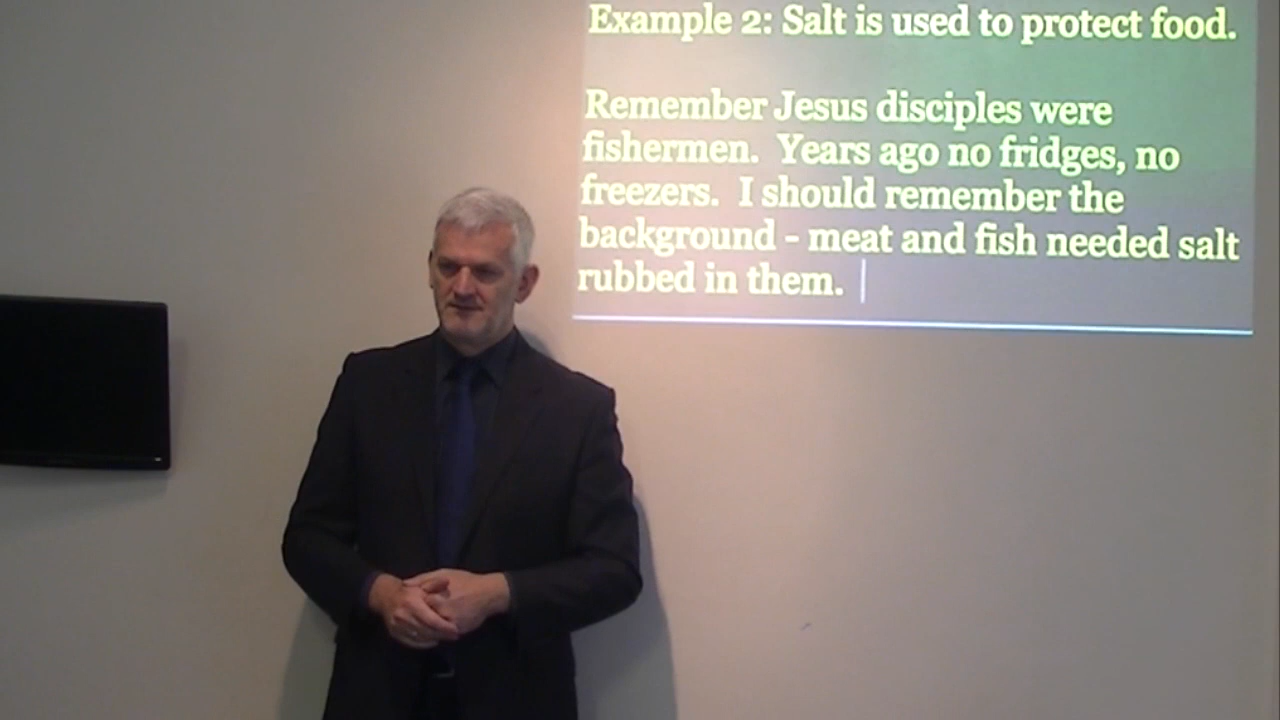 Example 2: Salt is used to protect food.
Remember Jesus disciples were
fishermen. Years ago no fridges, no
freezers. I should remember the
background - meat and fish needed salt
rubbed in them.